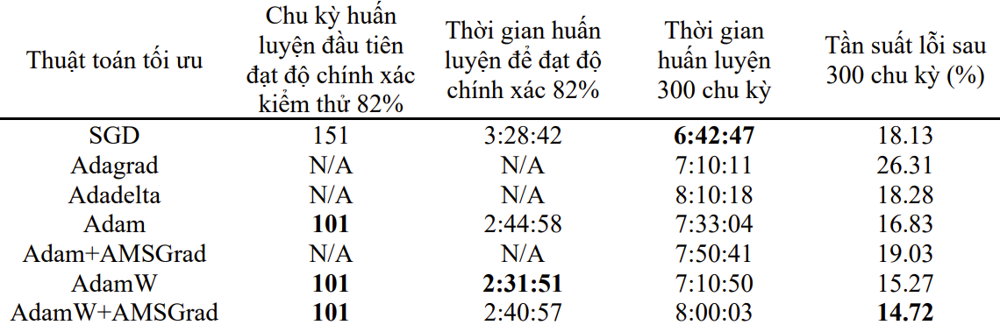 Thuật toán tối ưu
Chu kỳ huấn
luyện đầu tiên
đạt độ chính xác
kiểm thử 82%
Thời gian huấn
luyện để đạt độ
chính xác 82%
Thời gian
huấn luyện
300 chu kỳ
Tần suất lỗi sau
300 chu kỳ (%)
SGD 151 3:28:42 6:42:47 18.13
Adagrad N/A N/A 7:10:11 26.31
Adadelta N/A N/A 8:10:18 18.28
Adam 101 2:44:58 7:33:04 16.83
Adam+AMSGrad N/A N/A 7:50:41 19.03
AdamW 101 2:31:51 7:10:50 15.27
AdamW+AMSGrad 101 2:40:57 8:00:03 14.72